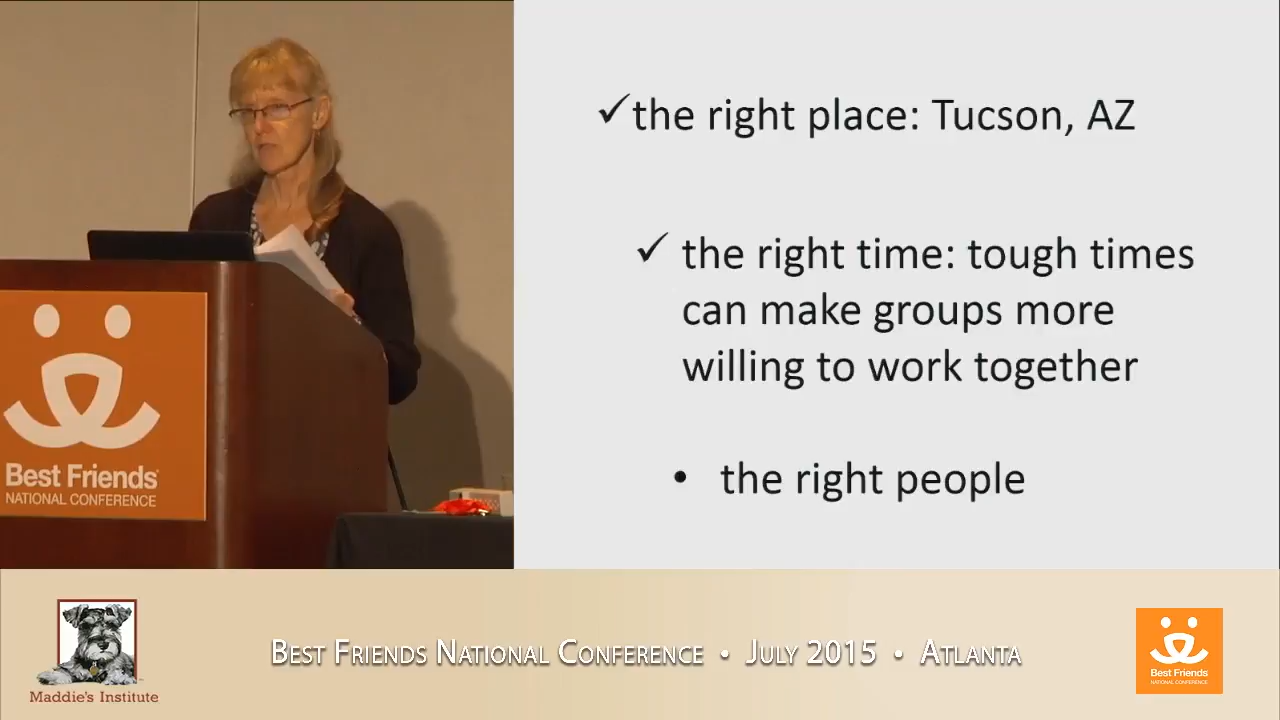 ✓the right place: Tucson, AZ
✓ the right time: tough times
can make groups more
willing to work together
• the right people
Best Friends
NATIONAL CONFERENCE
Maddie's Institute
Best Friends National Conference • July 2015 • Atlanta
Best Friends
NATIONAL CONFERENCE